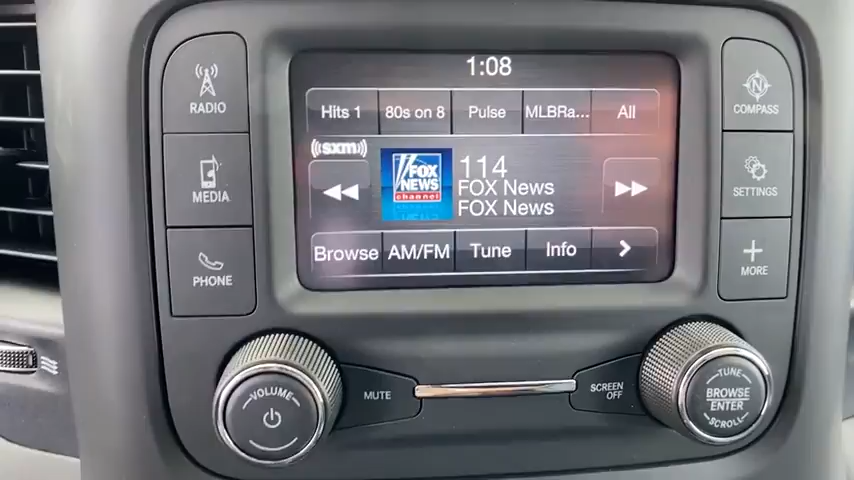 1:08
RADIO
MEDIA
PHONE
Hits 1 80s on 8 Pulse MLBRa... All
((sxm))
FOX
NEWS
channel
114
FOX News
FOX News
Browse AM/FM Tune Info >
N
COMPASS
SETTINGS
+
MORE
VOLUME
MUTE
SCREEN
OFF
TUNE
BROWSE
ENTER
SCROLL